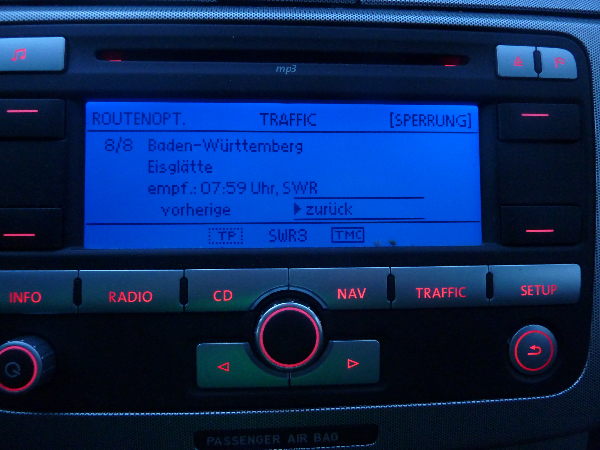 mp3
ROUTENOPT. TRAFFIC [SPERRUNG]
8/8 Baden-Württemberg
Eisglätte
empf.: 07:59 Uhr, SWR
vorherige zurück
TP SWR3 TMC
INFO RADIO CD NAV TRAFFIC SETUP
PASSENGER AIR BAG